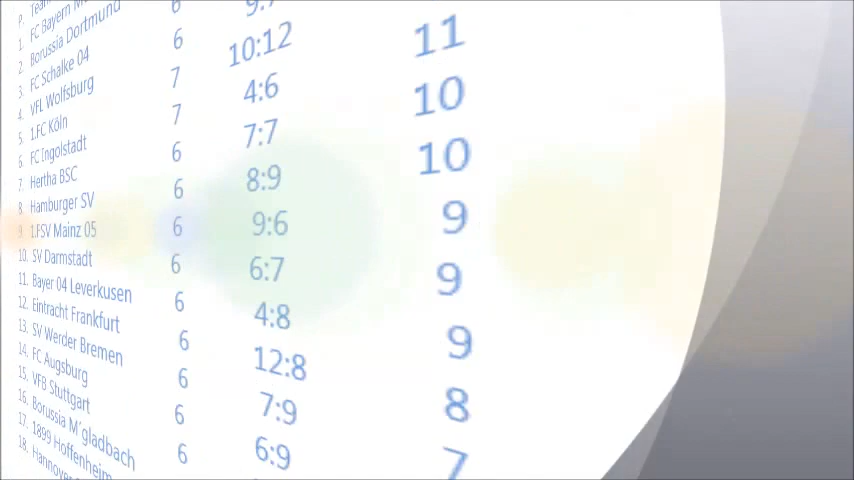 P. Team
1. FC Bayern
2. Borussia Dortmund
3. FC Schalke 04 6
4. VFL Wolfsburg 6
5. 1.FC Köln 7 10:12
6. FC Ingolstadt 7 4:6 11
7. Hertha BSC 6 7:7 10
8. Hamburger SV 6 8:9 10
9. 1.FSV Mainz 05 6 9:6 9
10. SV Darmstadt 6 6:7 9
11. Bayer 04 Leverkusen 6 4:8 9
12. Eintracht Frankfurt 6 12:8 8
13. SV Werder Bremen 6 7:9 7
14. FC Augsburg 6 6:9
15. VFB Stuttgart 6
16. Borussia M´gladbach
17. 1899 Hoffenheim
18. Hannover